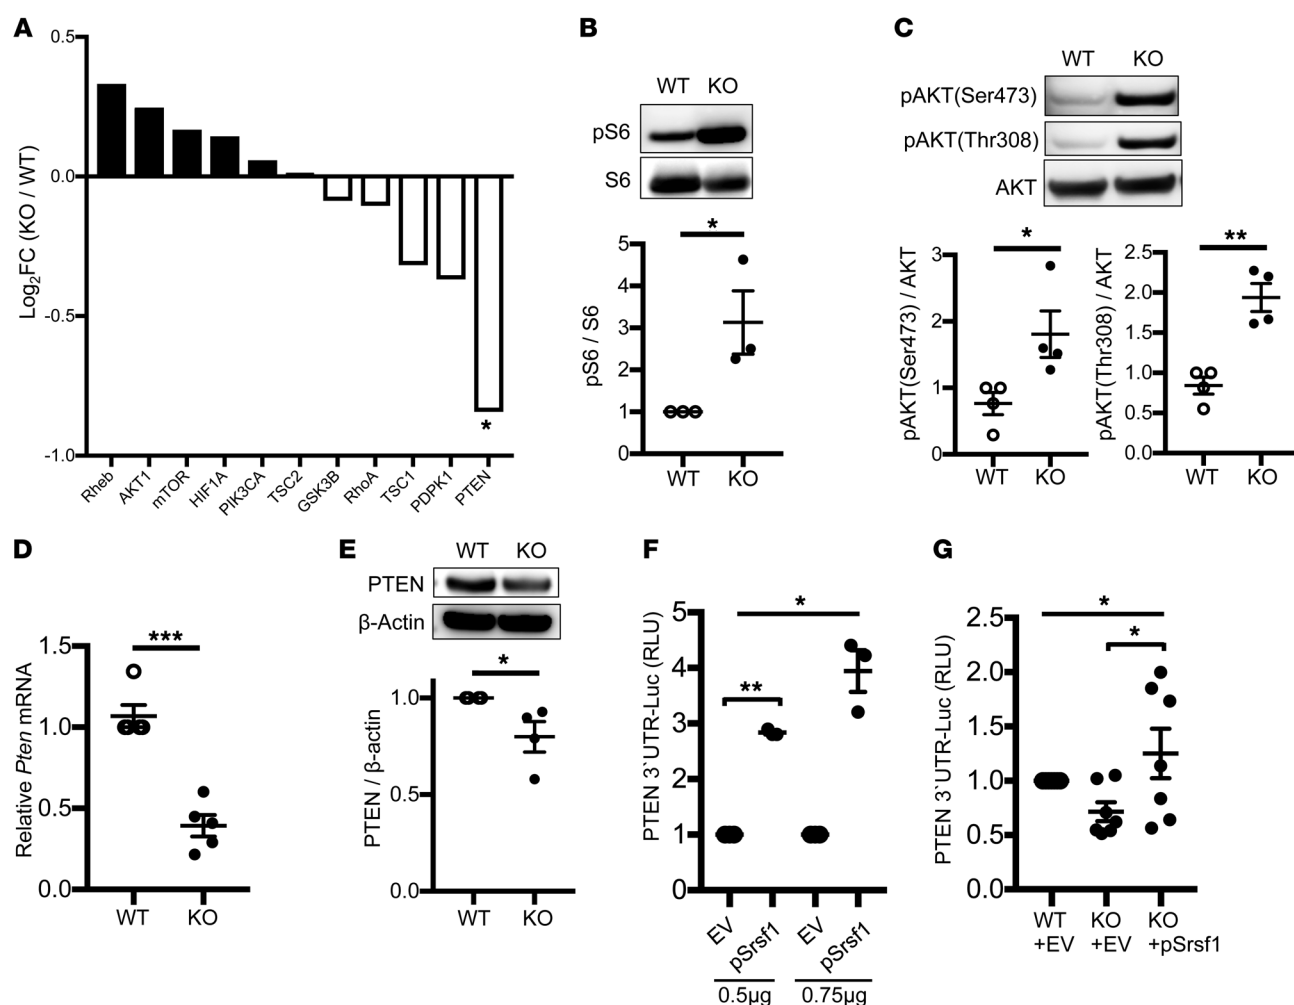 A
0.5
0.0
-0.5
-1.0
Log2FC (KO / WT)
Rheb
AKT1
mTOR
HIF1A
PIK3CA
TSC2
GSK3B
RhoA
TSC1
PDPK1
PTEN
*
B
WT KO
pS6
S6
*
5
4
3
2
1
0
pS6 / S6
WT KO
C
WT KO
pAKT(Ser473)
pAKT(Thr308)
AKT
*
3
2
1
0
pAKT(Ser473) / AKT
WT KO
**
2.5
2.0
1.5
1.0
0.5
0.0
pAKT(Thr308) / AKT
WT KO
D
***
1.5
1.0
0.5
0.0
Relative Pten mRNA
WT KO
E
WT KO
PTEN
β-Actin
*
1.0
0.5
0.0
PTEN / β-actin
WT KO
F
*
**
5
4
3
2
1
0
PTEN 3`UTR-Luc (RLU)
EV
pSrsf1
EV
pSrsf1
0.5µg 0.75µg
G
*
*
2.5
2.0
1.5
1.0
0.5
0.0
PTEN 3`UTR-Luc (RLU)
WT KO KO
+EV +EV +pSrsf1